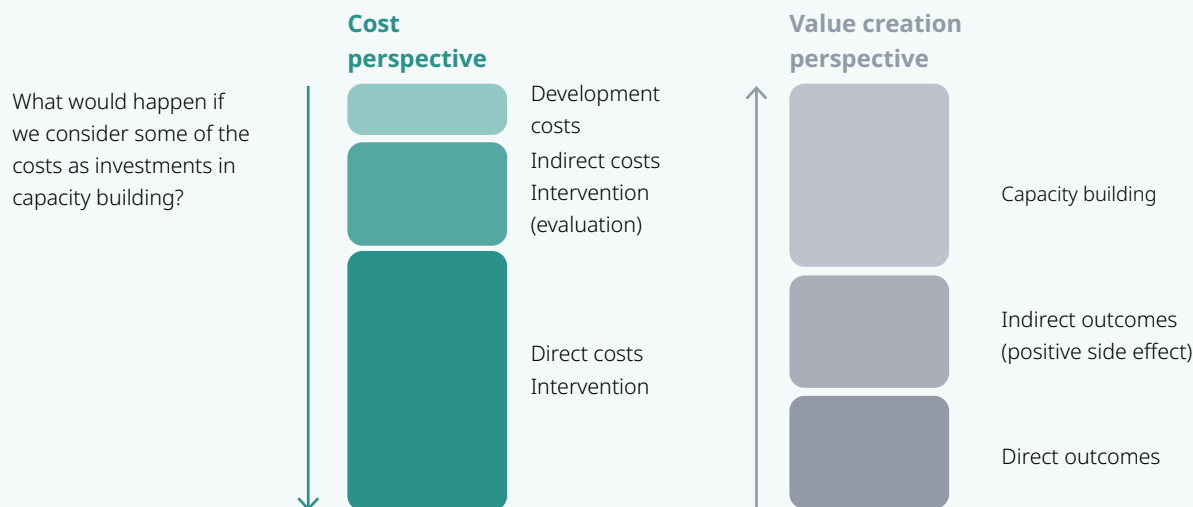 What would happen if
we consider some of the
costs as investments in
capacity building?
Cost
perspective
Development
costs
Indirect costs
Intervention
(evaluation)
Direct costs
Intervention
Value creation
perspective
Capacity building
Indirect outcomes
(positive side effect)
Direct outcomes